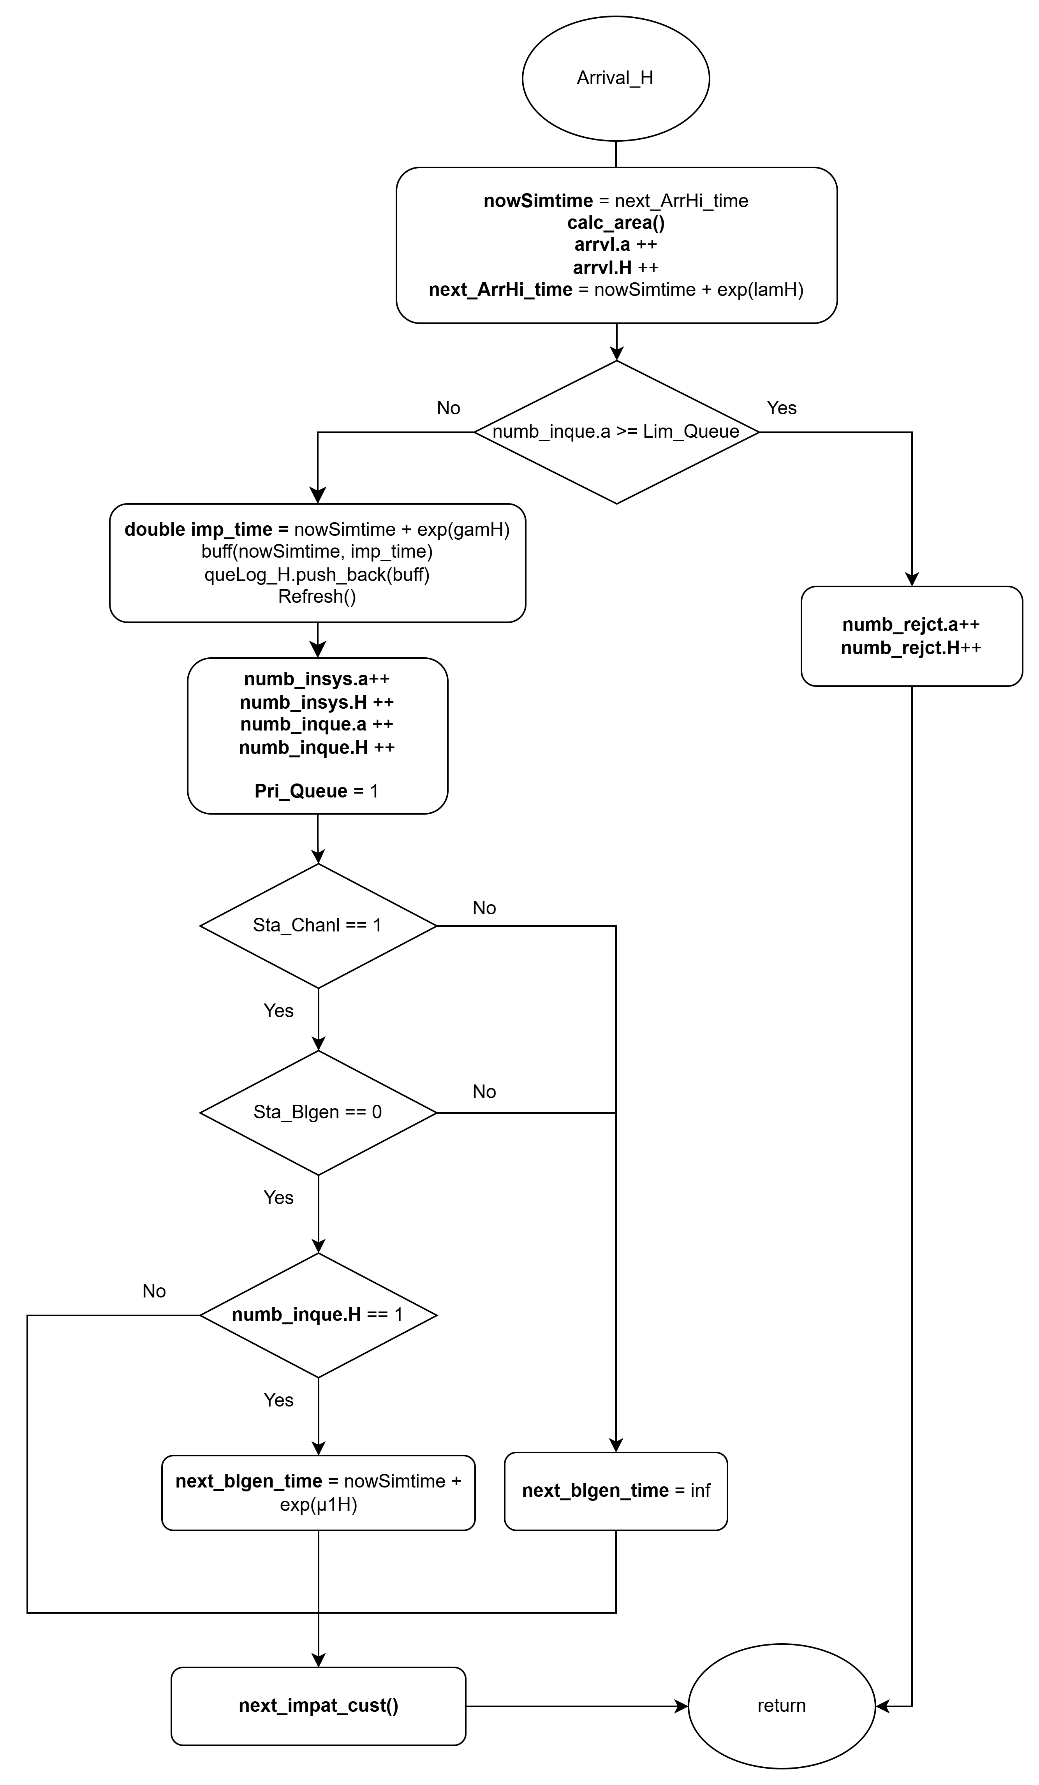 Arrival_H
nowSimtime = next_ArrHi_time
calc_area()
arrvl.a ++
arrvl.H ++
next_ArrHi_time = nowSimtime + exp(lamH)
No
Yes
numb_inque.a >= Lim_Queue
double imp_time = nowSimtime + exp(gamH)
buff(nowSimtime, imp_time)
queLog_H.push_back(buff)
Refresh()
numb_rejct.a++
numb_rejct.H++
numb_insys.a++
numb_insys.H ++
numb_inque.a ++
numb_inque.H ++
Pri_Queue = 1
Sta_Chanl == 1
No
Yes
Sta_Blgen == 0
No
Yes
numb_inque.H == 1
No
Yes
next_blgen_time = nowSimtime +
exp(µ1H)
next_blgen_time = inf
next_impat_cust()
return